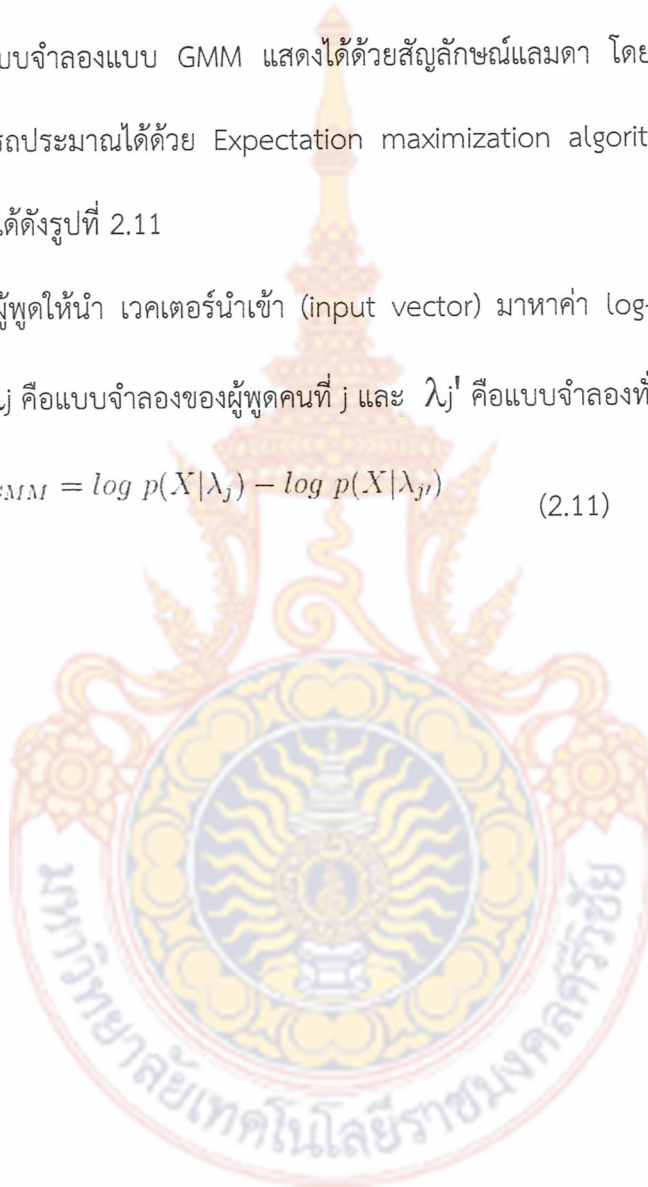 บบจำลองแบบ GMM แสดงได้ด้วยสัญลักษณ์แลมดา โดย
รถประมาณได้ด้วย Expectation maximization algorit
ได้ดังรูปที่ 2.11
ผู้พูดให้นำ เวคเตอร์นำเข้า (input vector) มาหาค่า log-
λj คือแบบจำลองของผู้พูดคนที่ j และ λj' คือแบบจำลองทั่
GMM = log p(X|λj) − log p(X|λj′) (2.11)
มหาวิทยาลัยเทคโนโลยีราชมงคลศรีวิชัย